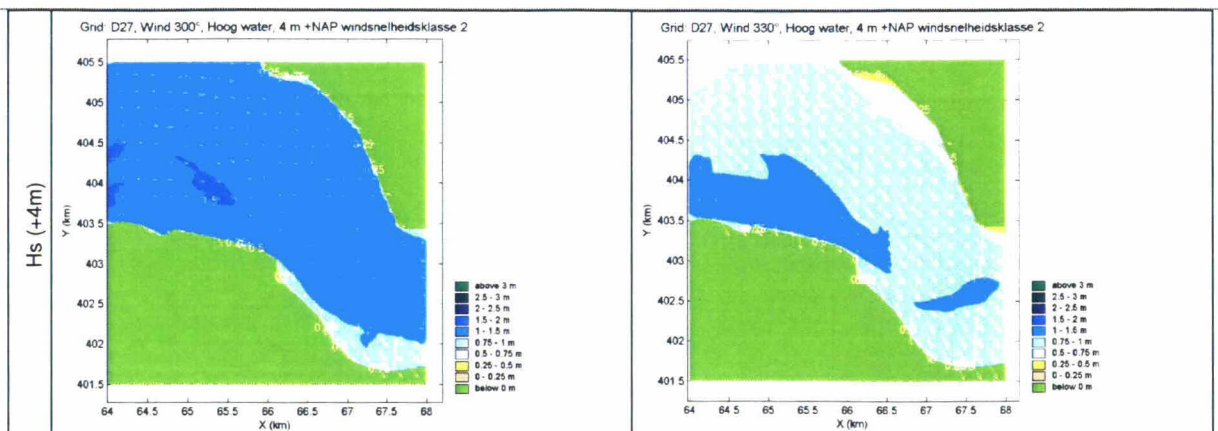 Hs (+4m)
Grid: D27, Wind 300°, Hoog water, 4 m +NAP windsnelheidsklasse 2
405.5
405
404.5
404
403.5
403
402.5
402
401.5
Y (km)
64 64.5 65 65.5 66 66.5 67 67.5 68
X (km)
above 3 m
2.5 - 3 m
2 - 2.5 m
1.5 - 2 m
1 - 1.5 m
0.75 - 1 m
0.5 - 0.75 m
0.25 - 0.5 m
0 - 0.25 m
below 0 m
Grid: D27, Wind 330°, Hoog water, 4 m +NAP windsnelheidsklasse 2
405.5
405
404.5
404
403.5
403
402.5
402
401.5
Y (km)
64 64.5 65 65.5 66 66.5 67 67.5 68
X (km)
above 3 m
2.5 - 3 m
2 - 2.5 m
1.5 - 2 m
1 - 1.5 m
0.75 - 1 m
0.5 - 0.75 m
0.25 - 0.5 m
0 - 0.25 m
below 0 m